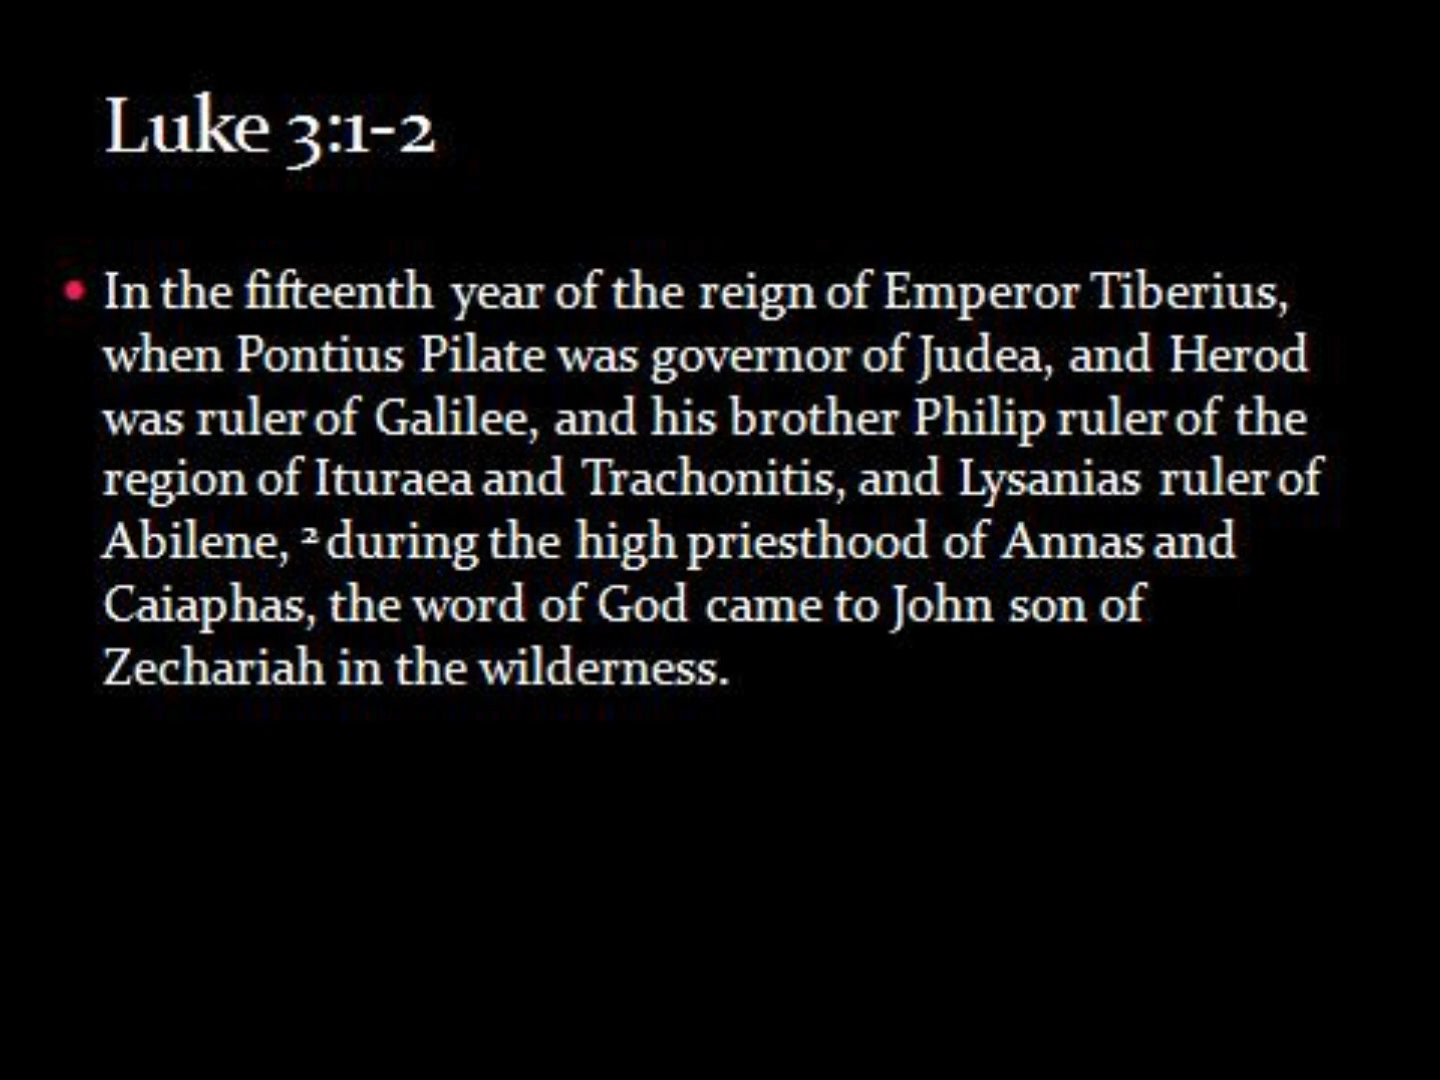 Luke 3:1-2
• In the fifteenth year of the reign of Emperor Tiberius,
when Pontius Pilate was governor of Judea, and Herod
was ruler of Galilee, and his brother Philip ruler of the
region of Ituraea and Trachonitis, and Lysanias ruler of
Abilene, ² during the high priesthood of Annas and
Caiaphas, the word of God came to John son of
Zechariah in the wilderness.